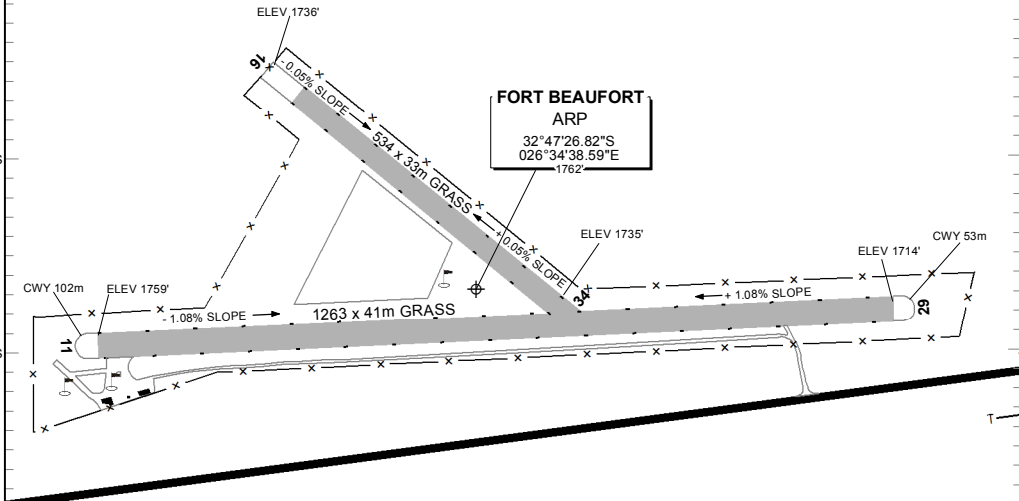 ELEV 1736'
16
- 0.05% SLOPE
FORT BEAUFORT
ARP
32°47'26.82"S
026°34'38.59"E
1762'
534 x 33m GRASS
+ 0.05% SLOPE
ELEV 1735'
34
CWY 53m
ELEV 1714'
CWY 102m
ELEV 1759'
- 1.08% SLOPE
1263 x 41m GRASS
+ 1.08% SLOPE
29
11
S
S
T